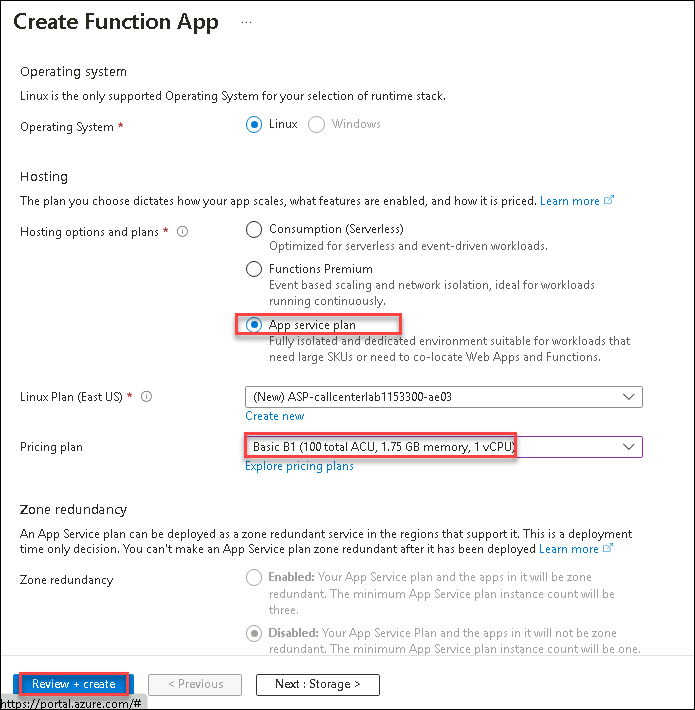 Create Function App ...
Operating system
Linux is the only supported Operating System for your selection of runtime stack.
Operating System * Linux Windows
Hosting
The plan you choose dictates how your app scales, what features are enabled, and how it is priced. Learn more
Hosting options and plans * Consumption (Serverless)
Optimized for serverless and event-driven workloads.
Functions Premium
Event based scaling and network isolation, ideal for workloads
running continuously.
App service plan
Fully isolated and dedicated environment suitable for workloads that
need large SKUs or need to co-locate Web Apps and Functions.
Linux Plan (East US) * (New) ASP-callcenterlab1153300-ae03
Create new
Pricing plan Basic B1 (100 total ACU, 1.75 GB memory, 1 vCPU)
Explore pricing plans
Zone redundancy
An App Service plan can be deployed as a zone redundant service in the regions that support it. This is a deployment
time only decision. You can't make an App Service plan zone redundant after it has been deployed Learn more
Zone redundancy Enabled: Your App Service plan and the apps in it will be zone
redundant. The minimum App Service plan instance count will be
three.
Disabled: Your App Service Plan and the apps in it will not be zone
redundant. The minimum App Service plan instance count will be one.
Review + create < Previous Next : Storage >
https://portal.azure.com/#